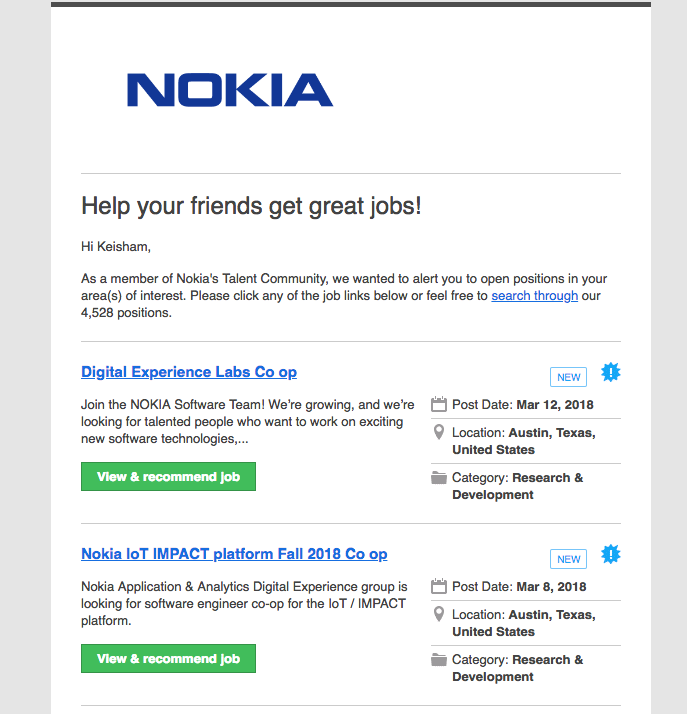 NOKIA
Help your friends get great jobs!
Hi Keisham,
As a member of Nokia's Talent Community, we wanted to alert you to open positions in your
area(s) of interest. Please click any of the job links below or feel free to search through our
4,528 positions.
Digital Experience Labs Co op
NEW
Join the NOKIA Software Team! We're growing, and we're
looking for talented people who want to work on exciting
new software technologies,...
View & recommend job
Post Date: Mar 12, 2018
Location: Austin, Texas,
United States
Category: Research &
Development
Nokia IoT IMPACT platform Fall 2018 Co op
NEW
Nokia Application & Analytics Digital Experience group is
looking for software engineer co-op for the IoT / IMPACT
platform.
View & recommend job
Post Date: Mar 8, 2018
Location: Austin, Texas,
United States
Category: Research &
Development